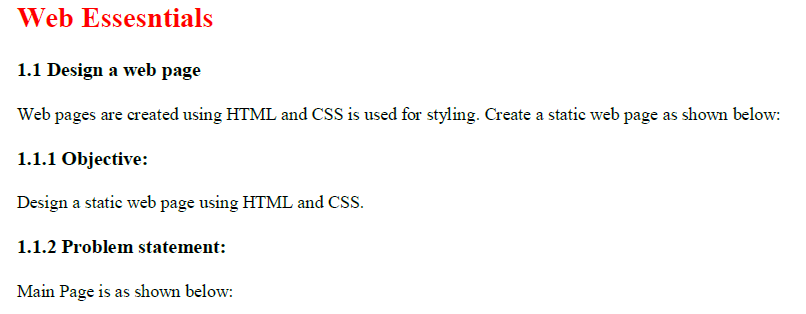 Web Essesntials
1.1 Design a web page
Web pages are created using HTML and CSS is used for styling. Create a static web page as shown below:
1.1.1 Objective:
Design a static web page using HTML and CSS.
1.1.2 Problem statement:
Main Page is as shown below: